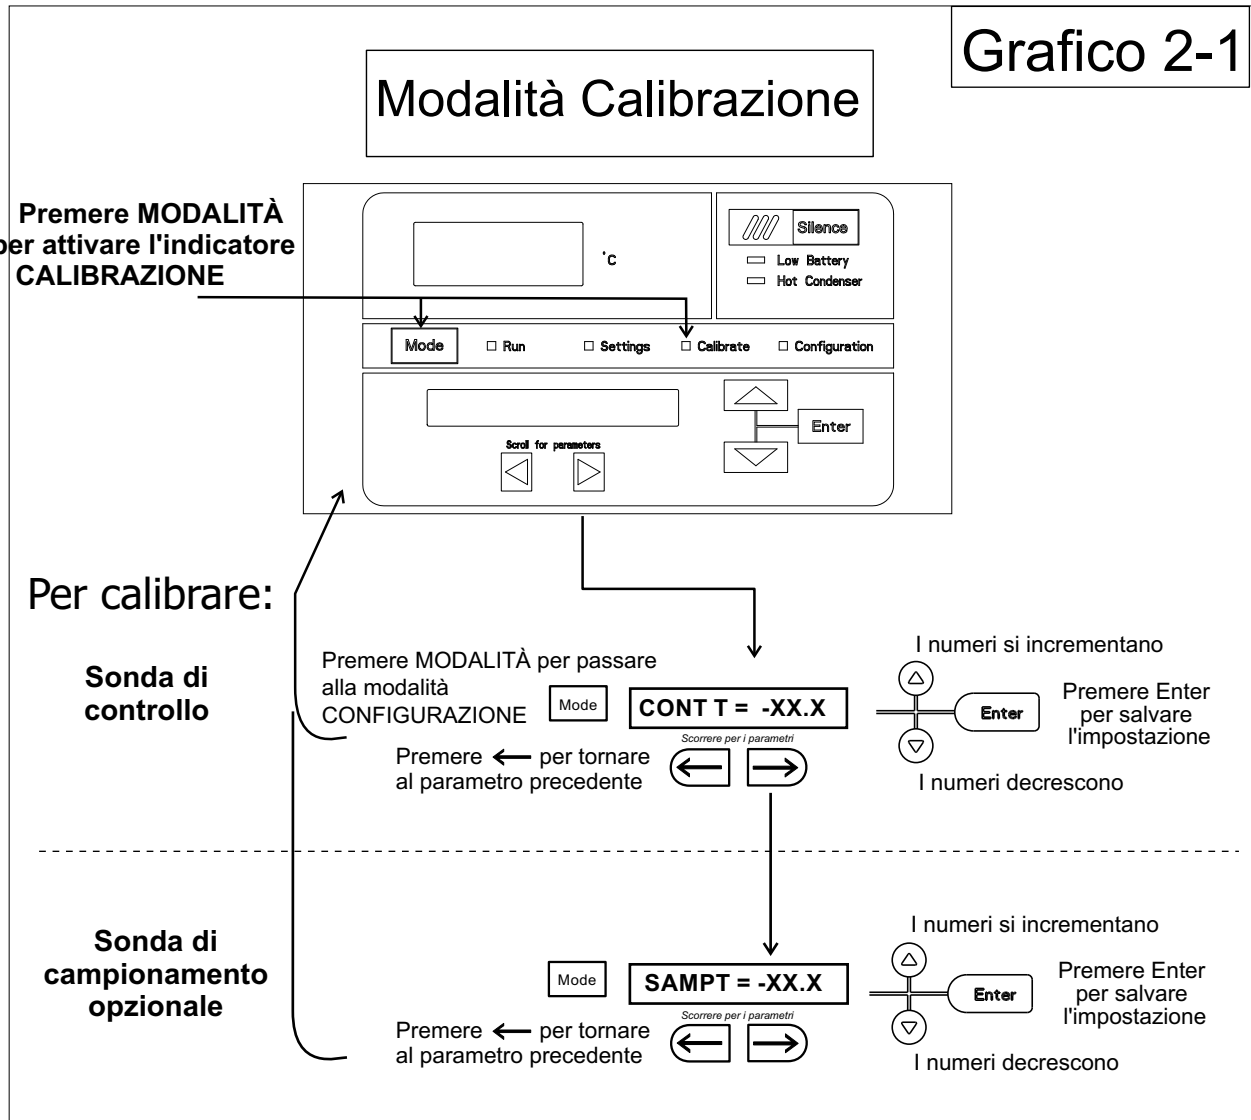 Grafico 2-1
Modalità Calibrazione
Premere MODALITÀ
per attivare l'indicatore
CALIBRAZIONE
°C
Silence
Low Battery
Hot Condenser
Mode
Run
Settings
Calibrate
Configuration
Scroll for parameters
Enter
Per calibrare:
Sonda di
controllo
Premere MODALITÀ per passare
alla modalità
CONFIGURAZIONE
Mode
CONT T = -XX.X
Scorrere per i parametri
Premere ← per tornare
al parametro precedente
I numeri si incrementano
Enter
Premere Enter
per salvare
l'impostazione
I numeri decrescono
Sonda di
campionamento
opzionale
Mode
SAMPT = -XX.X
Scorrere per i parametri
Premere ← per tornare
al parametro precedente
I numeri si incrementano
Enter
Premere Enter
per salvare
l'impostazione
I numeri decrescono